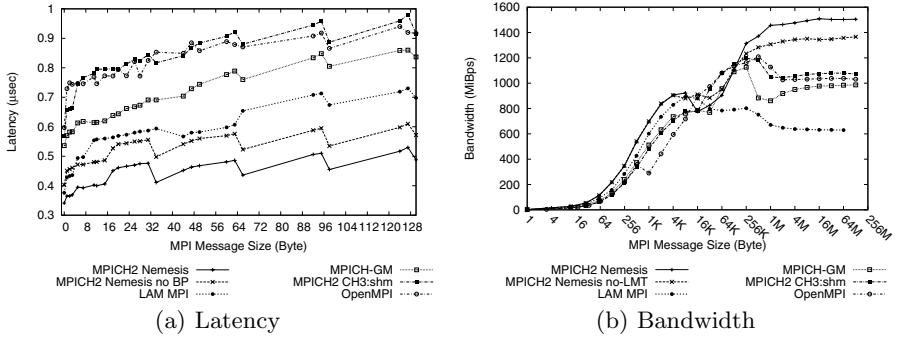 Latency (µsec)
1
0.9
0.8
0.7
0.6
0.5
0.4
0.3
0 8 16 24 32 40 48 56 64 72 80 88 96 104 112 120 128
MPI Message Size (Byte)
MPICH2 Nemesis
MPICH2 Nemesis no BP
LAM MPI
MPICH-GM
MPICH2 CH3:shm
OpenMPI
(a) Latency
Bandwidth (MiBps)
1600
1400
1200
1000
800
600
400
200
0
1 4 16 64 256 1K 4K 16K 64K 256K 1M 4M 16M 64M 256M
MPI Message Size (Byte)
MPICH2 Nemesis
MPICH2 Nemesis no-LMT
LAM MPI
MPICH-GM
MPICH2 CH3:shm
OpenMPI
(b) Bandwidth